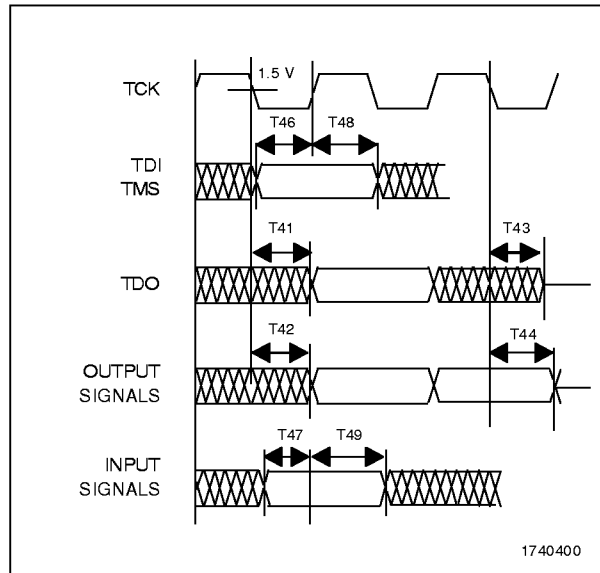 TCK
1.5 V
T46
T48
TDI
TMS
T41
T43
TDO
T42
T44
OUTPUT
SIGNALS
T47
T49
INPUT
SIGNALS
1740400